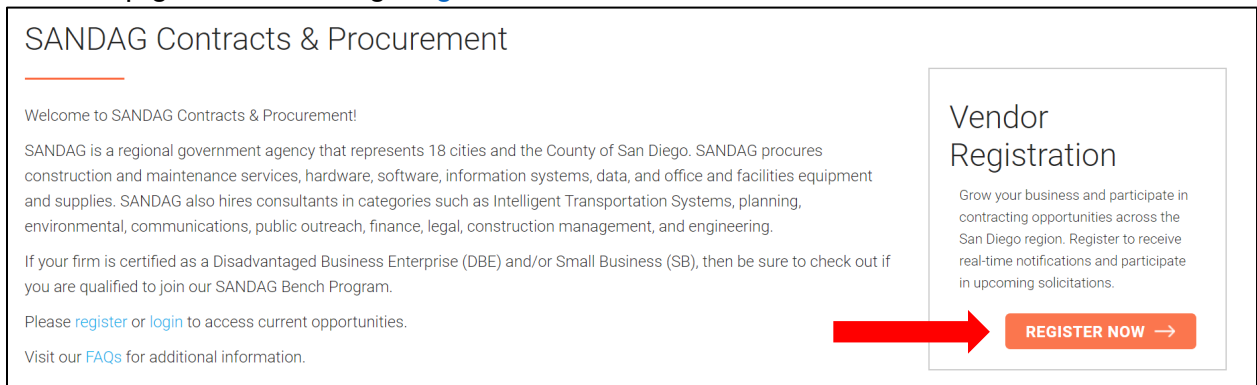 SANDAG Contracts & Procurement
Welcome to SANDAG Contracts & Procurement!
SANDAG is a regional government agency that represents 18 cities and the County of San Diego. SANDAG procures
construction and maintenance services, hardware, software, information systems, data, and office and facilities equipment
and supplies. SANDAG also hires consultants in categories such as Intelligent Transportation Systems, planning,
environmental, communications, public outreach, finance, legal, construction management, and engineering.
If your firm is certified as a Disadvantaged Business Enterprise (DBE) and/or Small Business (SB), then be sure to check out if
you are qualified to join our SANDAG Bench Program.
Please register or login to access current opportunities.
Visit our FAQs for additional information.
Vendor
Registration
Grow your business and participate in
contracting opportunities across the
San Diego region. Register to receive
real-time notifications and participate
in upcoming solicitations.
REGISTER NOW →